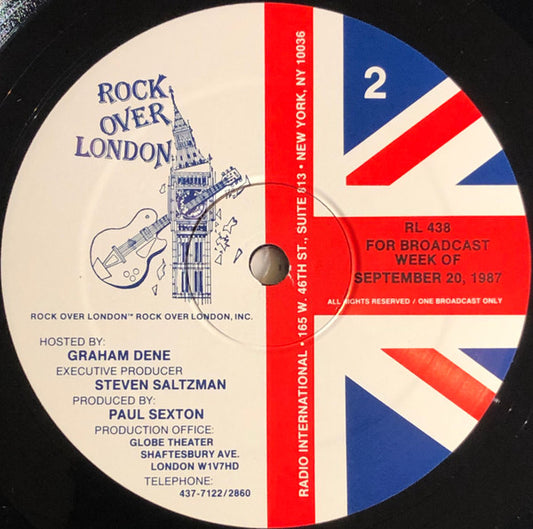 ROCK
OVER
LONDON
ROCK OVER LONDON™ ROCK OVER LONDON, INC.
HOSTED BY:
GRAHAM DENE
EXECUTIVE PRODUCER
STEVEN SALTZMAN
PRODUCED BY:
PAUL SEXTON
PRODUCTION OFFICE:
GLOBE THEATER
SHAFTESBURY AVE.
LONDON W1V7HD
TELEPHONE:
437-7122/2860
RADIO INTERNATIONAL • 165 W. 46TH ST., SUITE 813 • NEW YORK, NY 10036
2
RL 438
FOR BROADCAST
WEEK OF
SEPTEMBER 20, 1987
ALL RIGHTS RESERVED / ONE BROADCAST ONLY